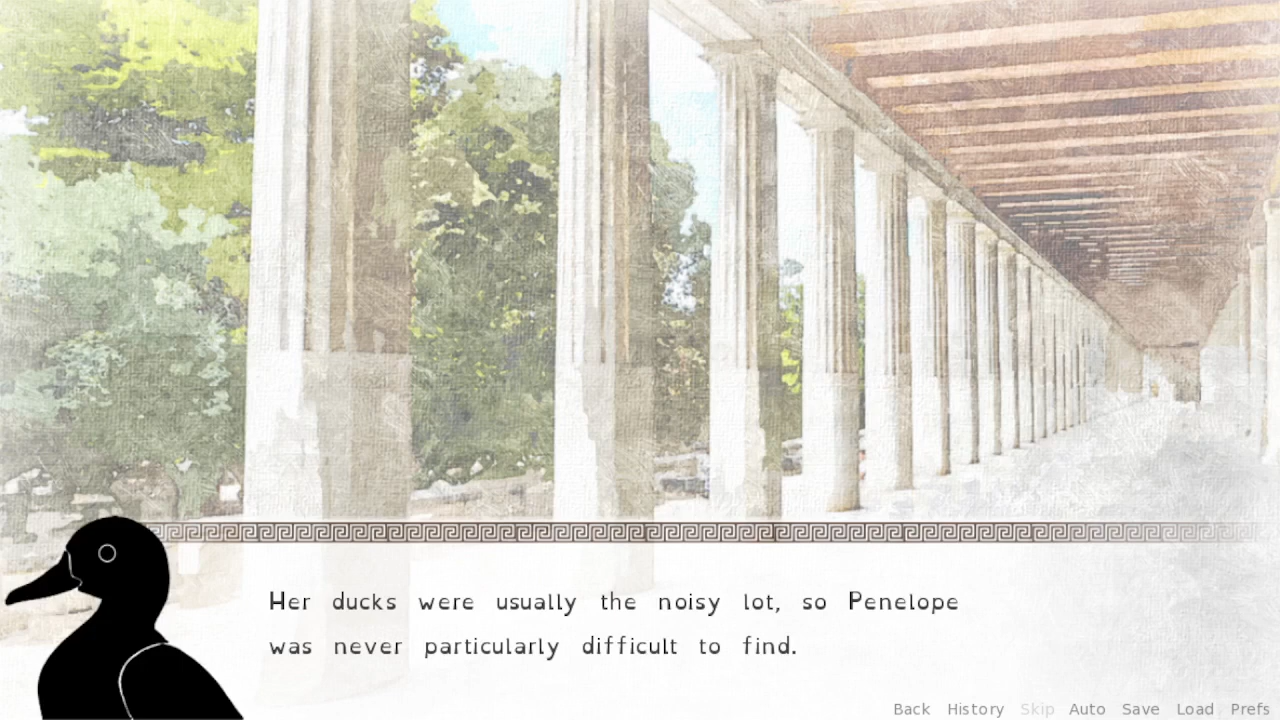 Her ducks were usually the noisy lot, so Penelope
was never particularly difficult to find.
Back History Skip Auto Save Load Prefs